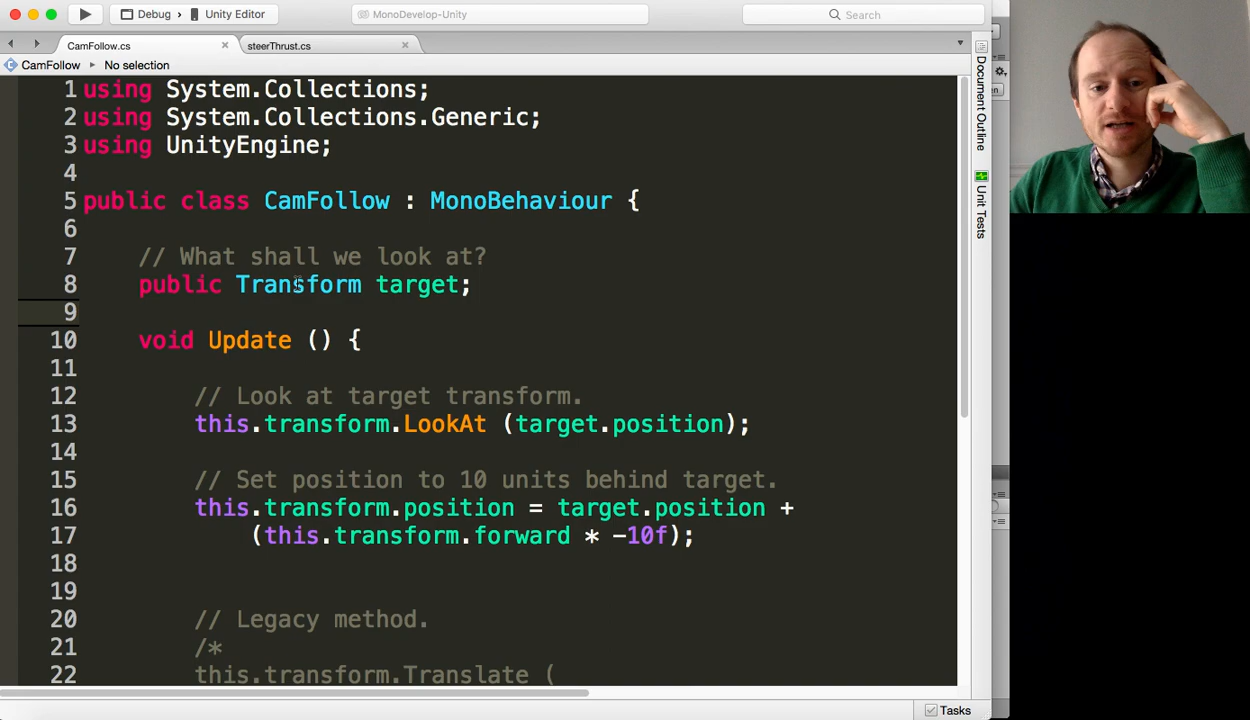 Debug › Unity Editor
MonoDevelop-Unity
Search
CamFollow.cs
steerThrust.cs
CamFollow
No selection
1 using System.Collections;
2 using System.Collections.Generic;
3 using UnityEngine;
4
5 public class CamFollow : MonoBehaviour {
6
7 // What shall we look at?
8 public Transform target;
9
10 void Update () {
11
12 // Look at target transform.
13 this.transform.LookAt (target.position);
14
15 // Set position to 10 units behind target.
16 this.transform.position = target.position +
17 (this.transform.forward * -10f);
18
19
20 // Legacy method.
21 /*
22 this.transform.Translate (
Document Outline
Unit Tests
Tasks